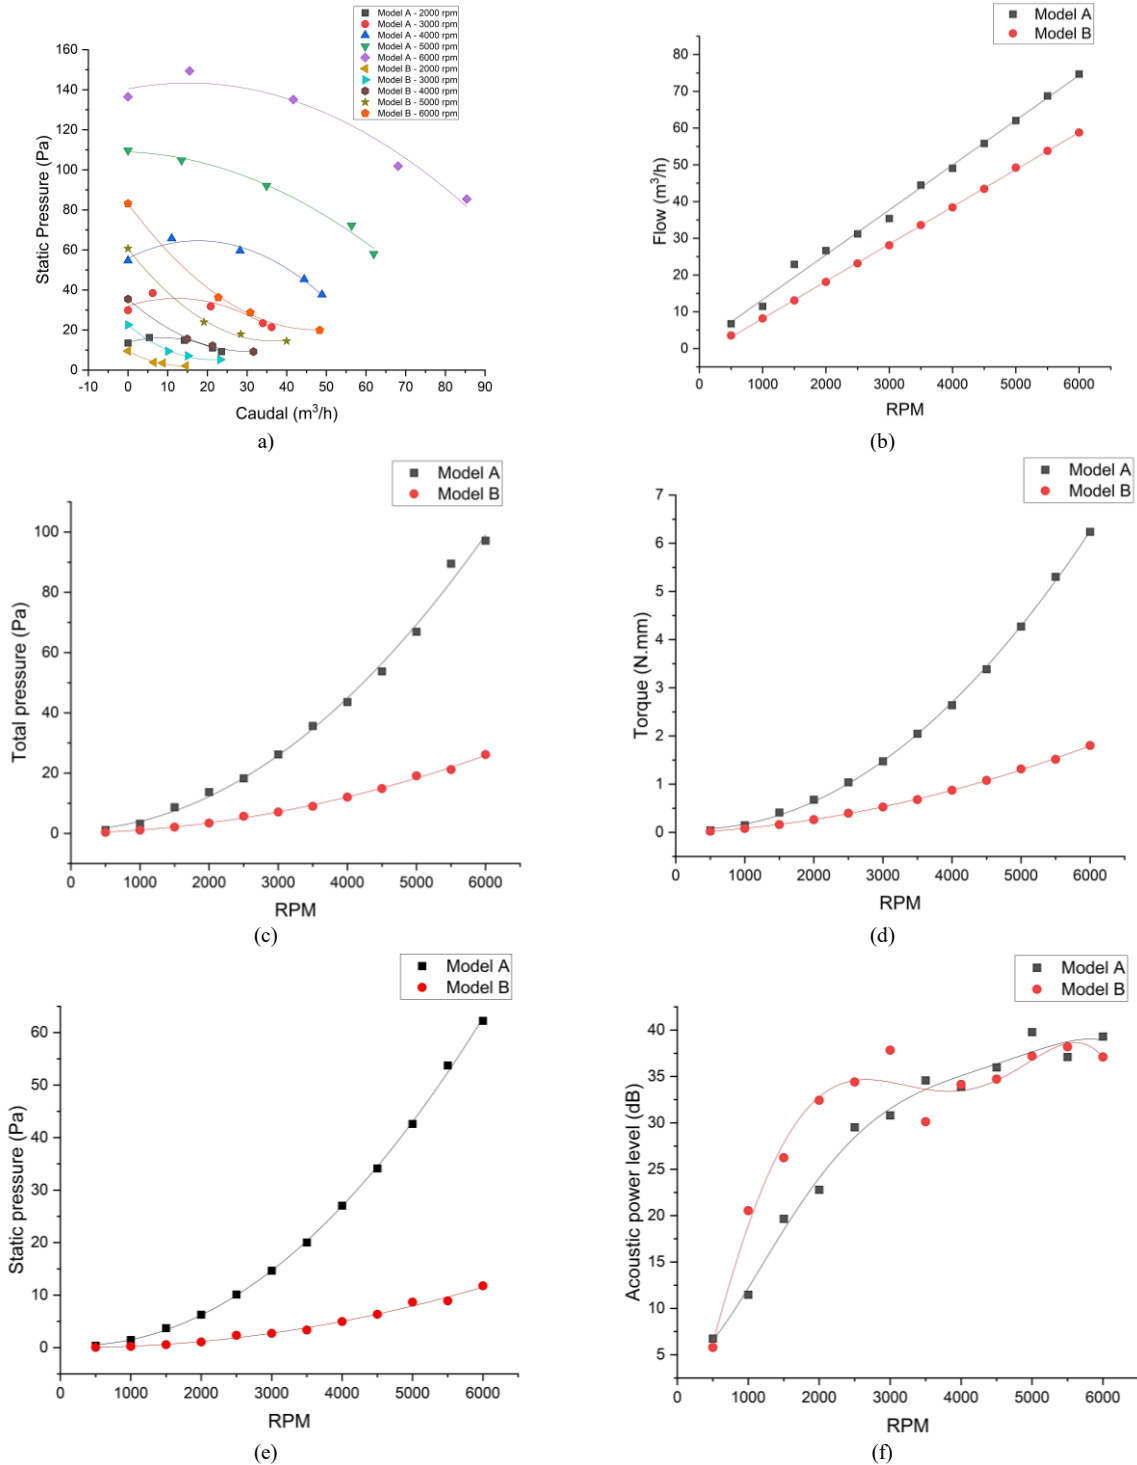 Model A - 2000 rpm
Model A - 3000 rpm
Model A - 4000 rpm
Model A - 5000 rpm
Model A - 6000 rpm
Model B - 2000 rpm
Model B - 3000 rpm
Model B - 4000 rpm
Model B - 5000 rpm
Model B - 6000 rpm
Static Pressure (Pa)
160
140
120
100
80
60
40
20
0
-10 0 10 20 30 40 50 60 70 80 90
Caudal (m³/h)
a)
Model A
Model B
Flow (m³/h)
80
70
60
50
40
30
20
10
0
0 1000 2000 3000 4000 5000 6000
RPM
(b)
Model A
Model B
Total pressure (Pa)
100
80
60
40
20
0
0 1000 2000 3000 4000 5000 6000
RPM
(c)
Model A
Model B
Torque (N.mm)
7
6
5
4
3
2
1
0
0 1000 2000 3000 4000 5000 6000
RPM
(d)
Model A
Model B
Static pressure (Pa)
60
50
40
30
20
10
0
0 1000 2000 3000 4000 5000 6000
RPM
(e)
Model A
Model B
Acoustic power level (dB)
40
35
30
25
20
15
10
5
0 1000 2000 3000 4000 5000 6000
RPM
(f)